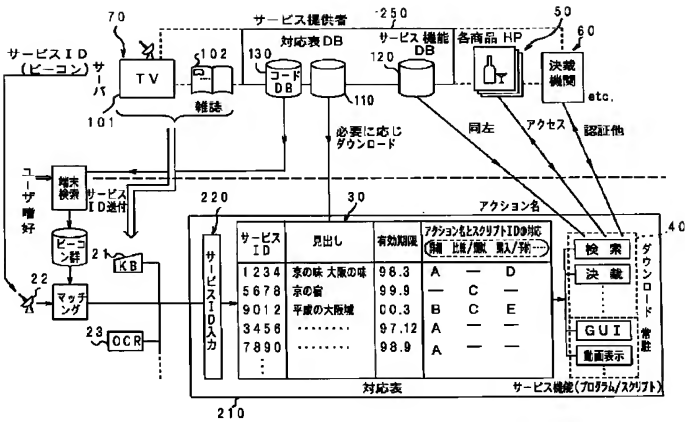 サービス提供者
250
サービスID
(ビーコン)
70
サーバ
TV
101
102
雑誌
130
対応表DB
コード
DB
110
サービス機能
DB
120
各商品HP
50
60
決裁
機関
etc.
必要に応じ
ダウンロード
同左
アクセス
認証他
ユーザ嗜好
端末
検索
サービス
ID送付
ビーコン群
22
マッチ
ング
21
KB
23
OCR
220
サービスID入力
30
アクション名
サービス
ID
見出し
有効期限
アクション名とスクリプトIDの対応
1234 京の味 大阪の味 98.3 A — D
5678 京の宿 99.9 — C —
9012 平成の大阪城 00.3 B C E
3456 ········ 97.12 A — —
7890 ········ 98.9 A — —
対応表
210
40
検索
決裁
GUI
動画表示
ダウンロード
常駐
サービス機能(プログラム/スクリプト)